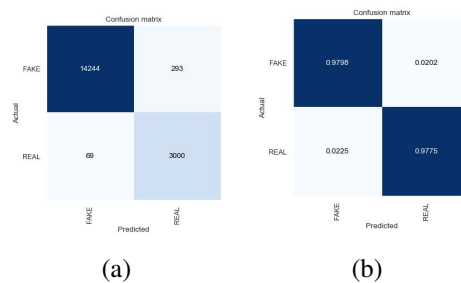 Confusion matrix
FAKE 14244 293
REAL 69 3000
Actual
FAKE REAL
Predicted
(a)
Confusion matrix
FAKE 0.9798 0.0202
REAL 0.0225 0.9775
Actual
FAKE REAL
Predicted
(b)